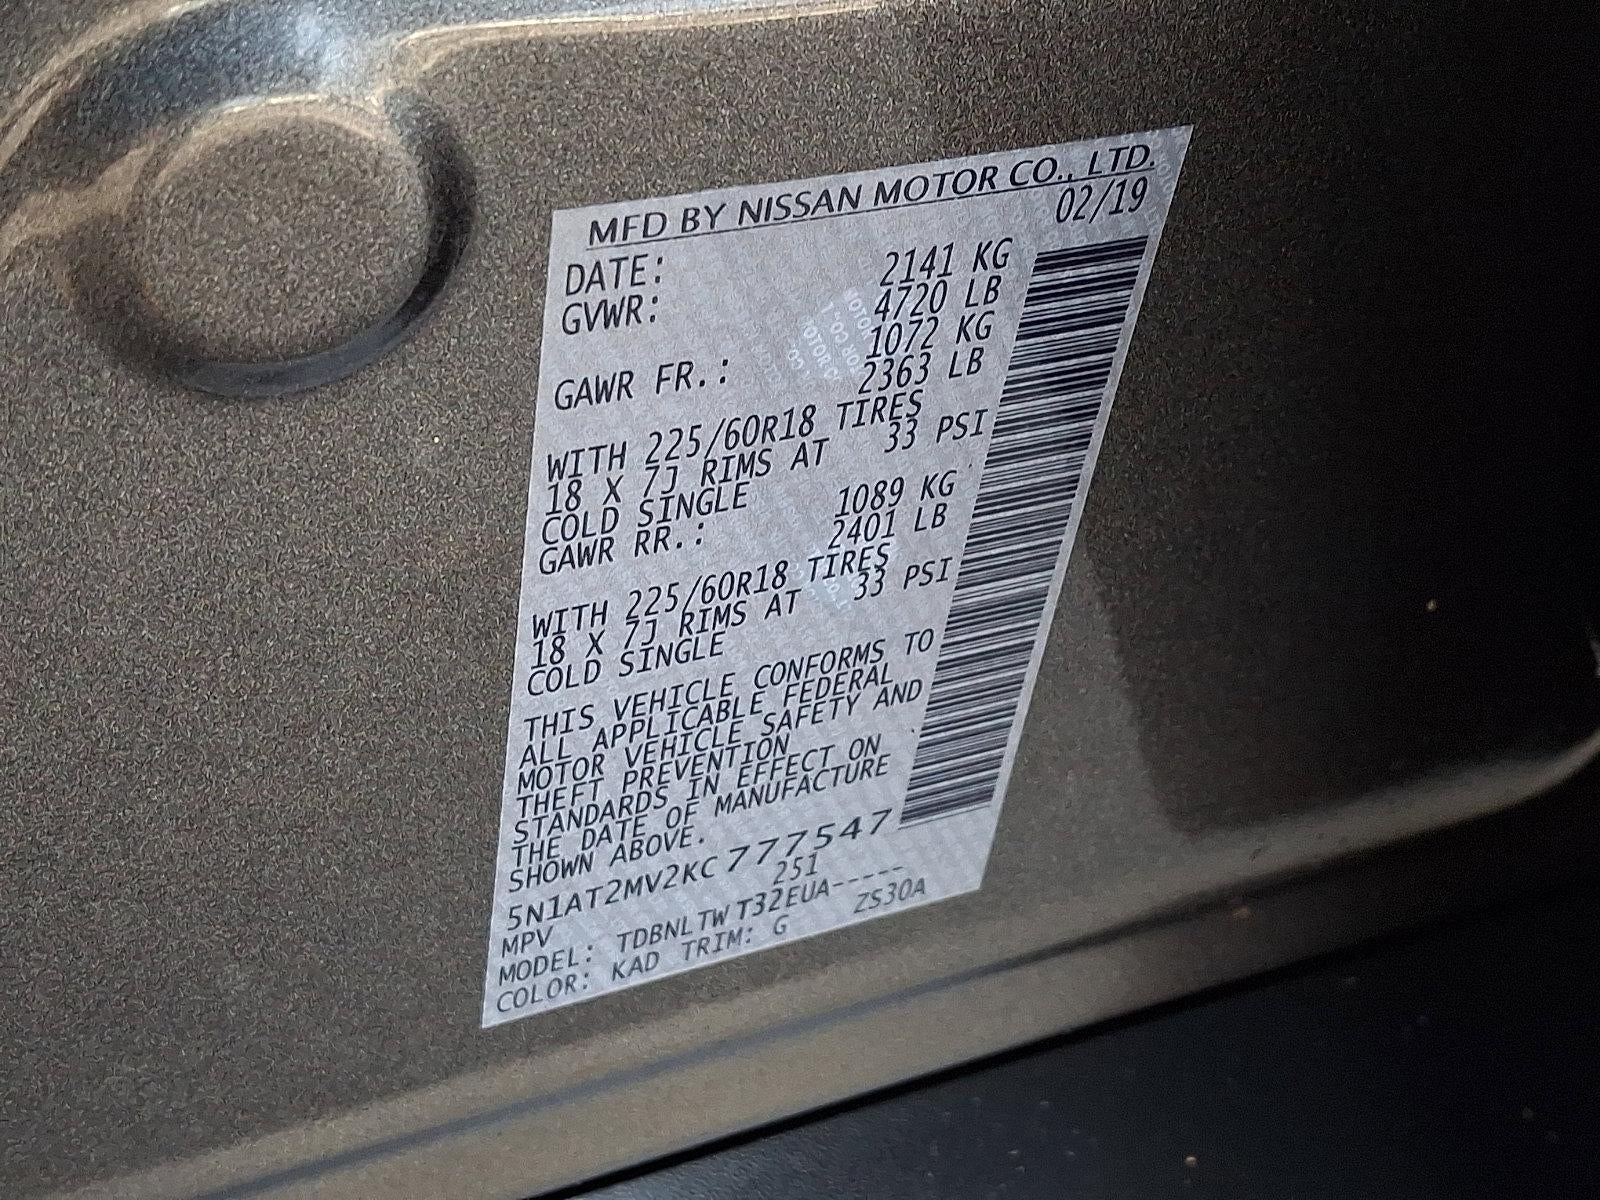 MFD BY NISSAN MOTOR CO., LTD.
DATE: 02/19
GVWR: 2141 KG
4720 LB
GAWR FR.: 1072 KG
2363 LB
WITH 225/60R18 TIRES
18 X 7J RIMS AT 33 PSI
COLD SINGLE
GAWR RR.: 1089 KG
2401 LB
WITH 225/60R18 TIRES
18 X 7J RIMS AT 33 PSI
COLD SINGLE
THIS VEHICLE CONFORMS TO
ALL APPLICABLE FEDERAL
MOTOR VEHICLE SAFETY AND
THEFT PREVENTION
STANDARDS IN EFFECT ON
THE DATE OF MANUFACTURE
SHOWN ABOVE.
5N1AT2MV2KC777547
MPV 251
MODEL: TDBNLTWT32EUA-----
COLOR: KAD TRIM: G ZS30A